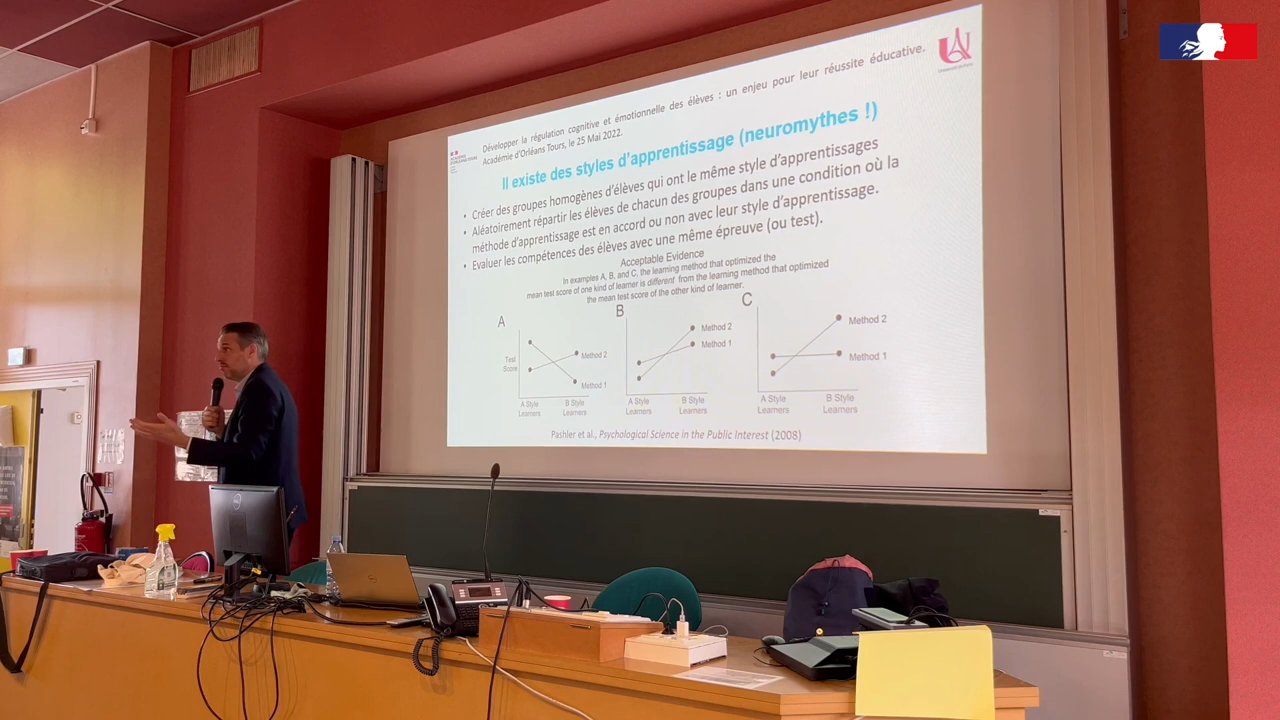 Développer la régulation cognitive et émotionnelle des élèves : un enjeu pour leur réussite éducative.
Académie d'Orléans Tours, le 25 Mai 2022.
Il existe des styles d'apprentissage (neuromythes !)
• Créer des groupes homogènes d'élèves qui ont le même style d'apprentissages
• Aléatoirement répartir les élèves de chacun des groupes dans une condition où la
méthode d'apprentissage est en accord ou non avec leur style d'apprentissage.
• Evaluer les compétences des élèves avec une même épreuve (ou test).
Acceptable Evidence
In examples A, B, and C, the learning method that optimized the
mean test score of one kind of learner is different from the learning method that optimized
the mean test score of the other kind of learner.
A
Test
Score
Method 2
Method 1
A Style
Learners
B Style
Learners
B
Method 2
Method 1
A Style
Learners
B Style
Learners
C
Method 2
Method 1
A Style
Learners
B Style
Learners
Pashler et al., Psychological Science in the Public Interest (2008)